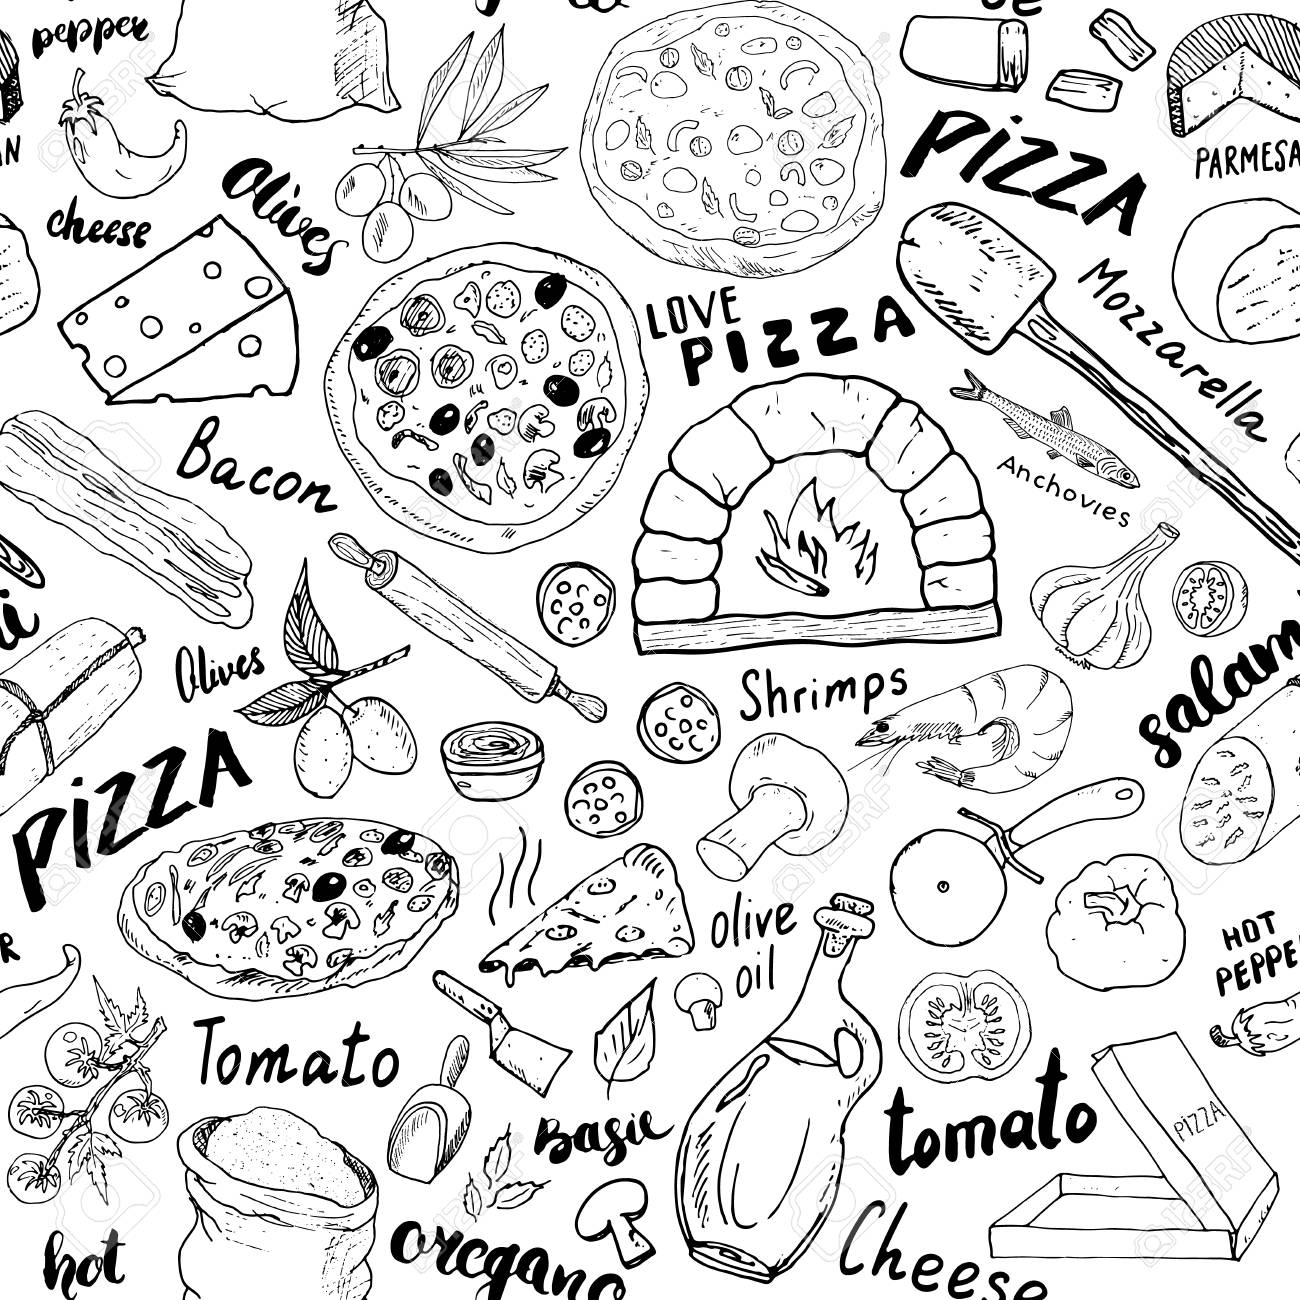 pepper
PIZZA
PARMESA
Olives
cheese
LOVE
PIZZA
Mozzarella
Bacon
Anchovies
Olives
Shrimps
salam
PIZZA
olive
oil
HOT
PEPPE
Tomato
Basic
tomato
PIZZA
oregano
Cheese
hot